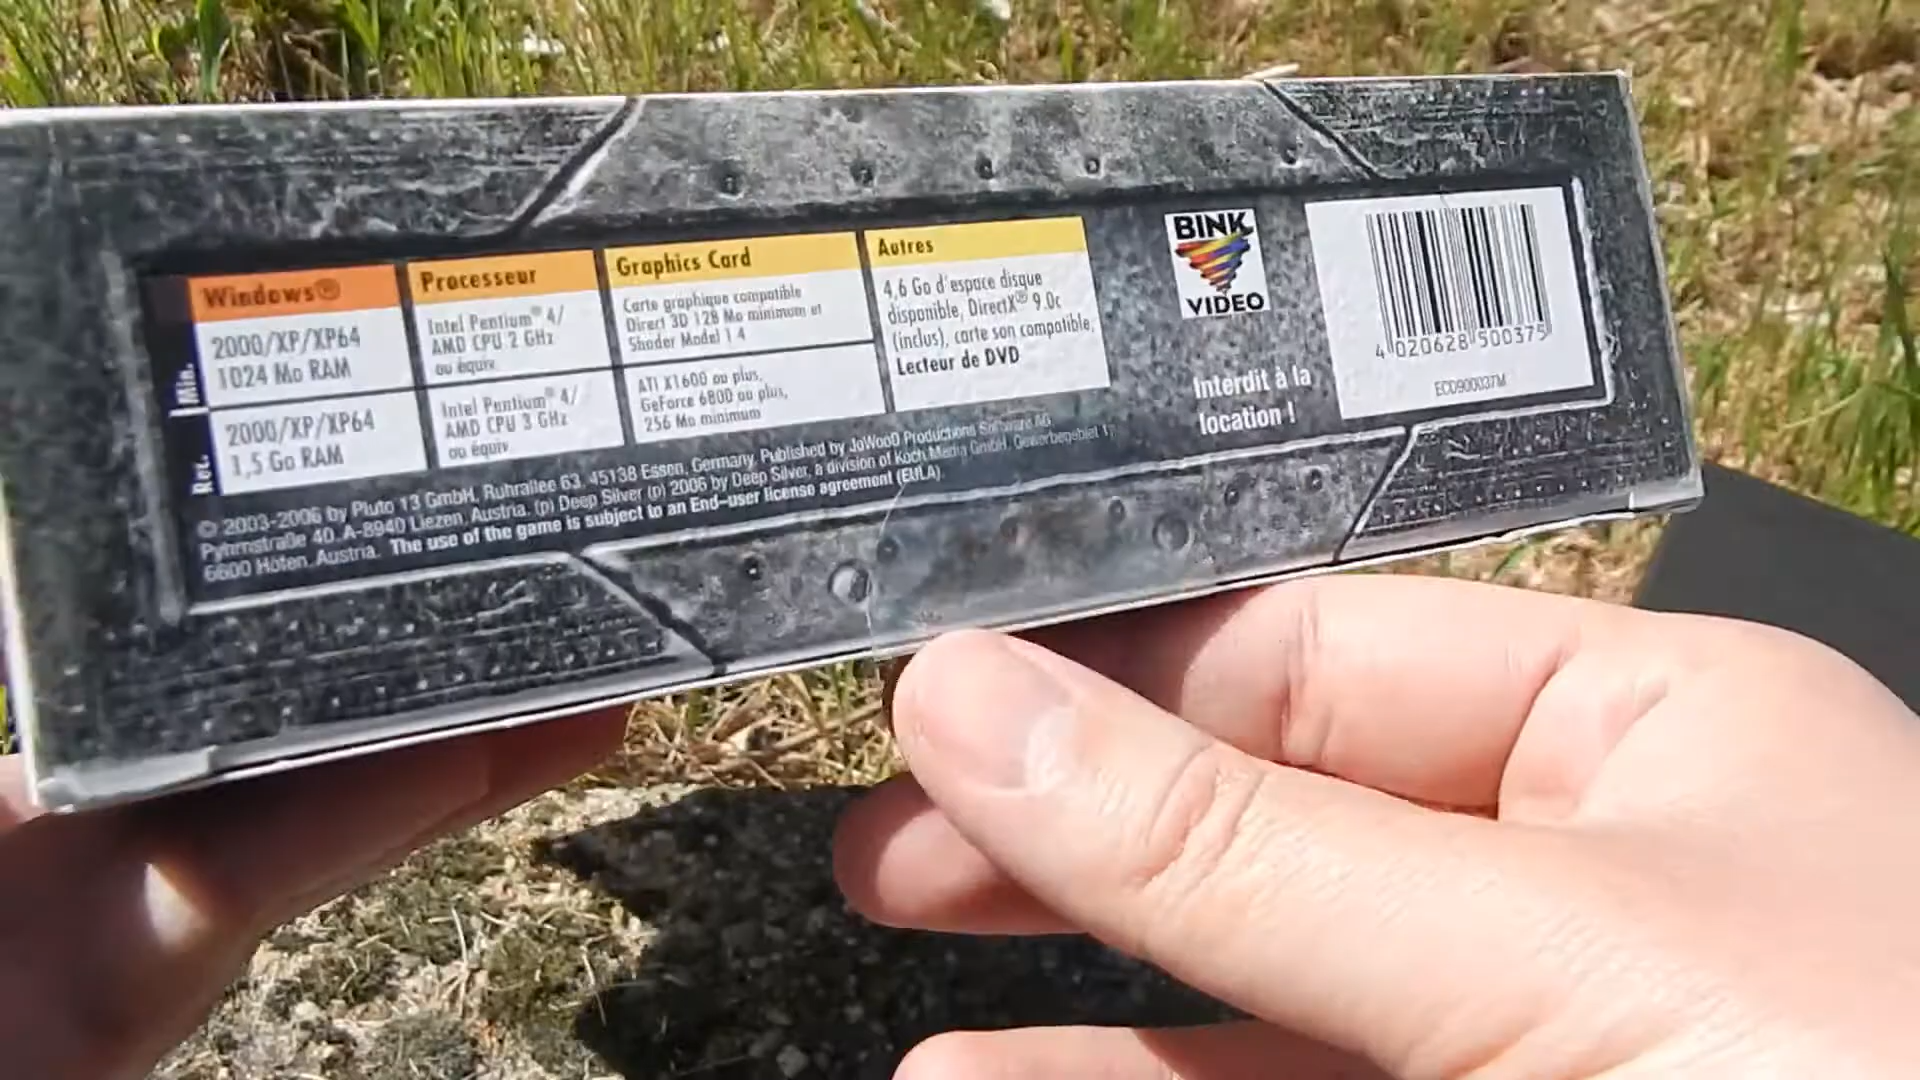 Windows®
Processeur
Graphics Card
Autres
Min.
2000/XP/XP64
1024 Mo RAM
Intel Pentium® 4/
AMD CPU 2 GHz
ou équiv.
Carte graphique compatible
Direct 3D 128 Mo minimum et
Shader Model 1 4
4,6 Go d'espace disque
disponible, DirectX® 9.0c
(inclus), carte son compatible,
Lecteur de DVD
Rec.
2000/XP/XP64
1,5 Go RAM
Intel Pentium® 4/
AMD CPU 3 GHz
ou équiv.
ATI X1600 ou plus,
GeForce 6800 ou plus,
256 Mo minimum
BINK
VIDEO
Interdit à la
location !
4 020628 500375
ECD900037M
© 2003-2006 by Pluto 13 GmbH, Ruhrallee 63, 45138 Essen, Germany. Published by JoWooD Productions Software AG
Pyhrnstraße 40, A-8940 Liezen, Austria. (p) Deep Silver (p) 2006 by Deep Silver, a division of Koch Media GmbH, Gewerbegebiet 1,
6600 Höfen, Austria. The use of the game is subject to an End-user license agreement (EULA).